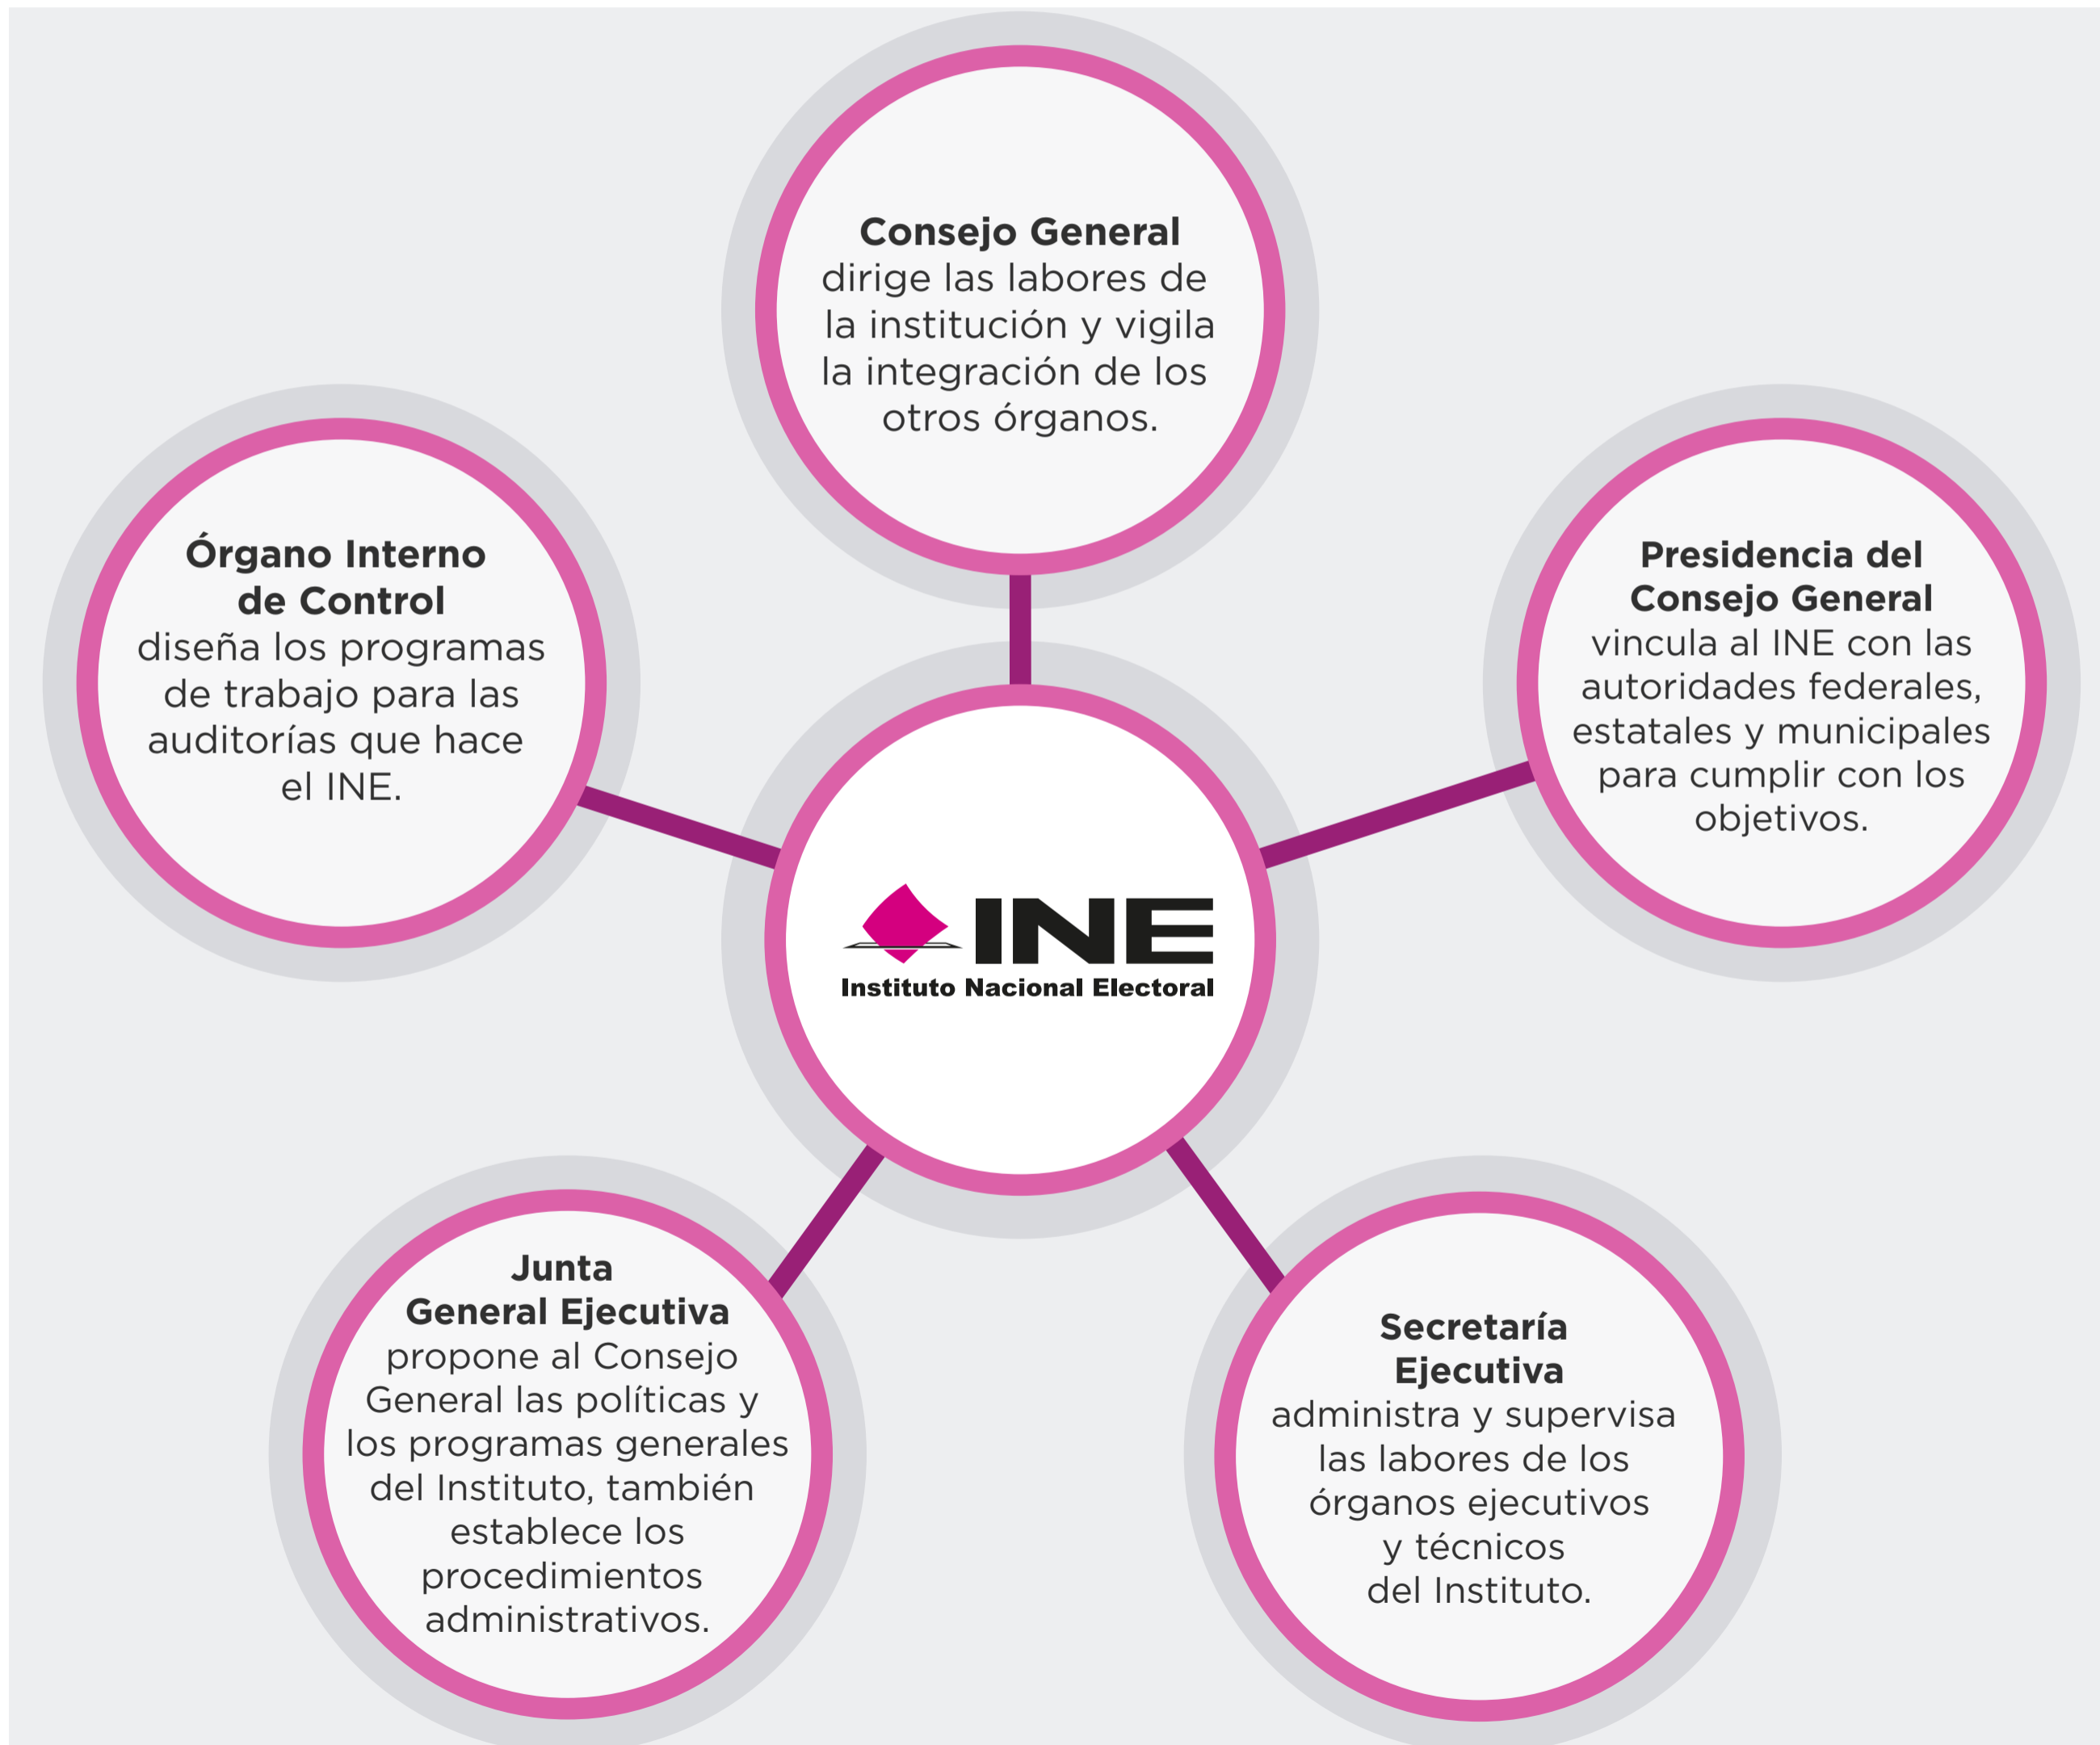 Consejo General
dirige las labores de
la institución y vigila
la integración de los
otros órganos.
Órgano Interno
de Control
diseña los programas
de trabajo para las
auditorías que hace
el INE.
Presidencia del
Consejo General
vincula al INE con las
autoridades federales,
estatales y municipales
para cumplir con los
objetivos.
INE
Instituto Nacional Electoral
Junta
General Ejecutiva
propone al Consejo
General las políticas y
los programas generales
del Instituto, también
establece los
procedimientos
administrativos.
Secretaría
Ejecutiva
administra y supervisa
las labores de los
órganos ejecutivos
y técnicos
del Instituto.